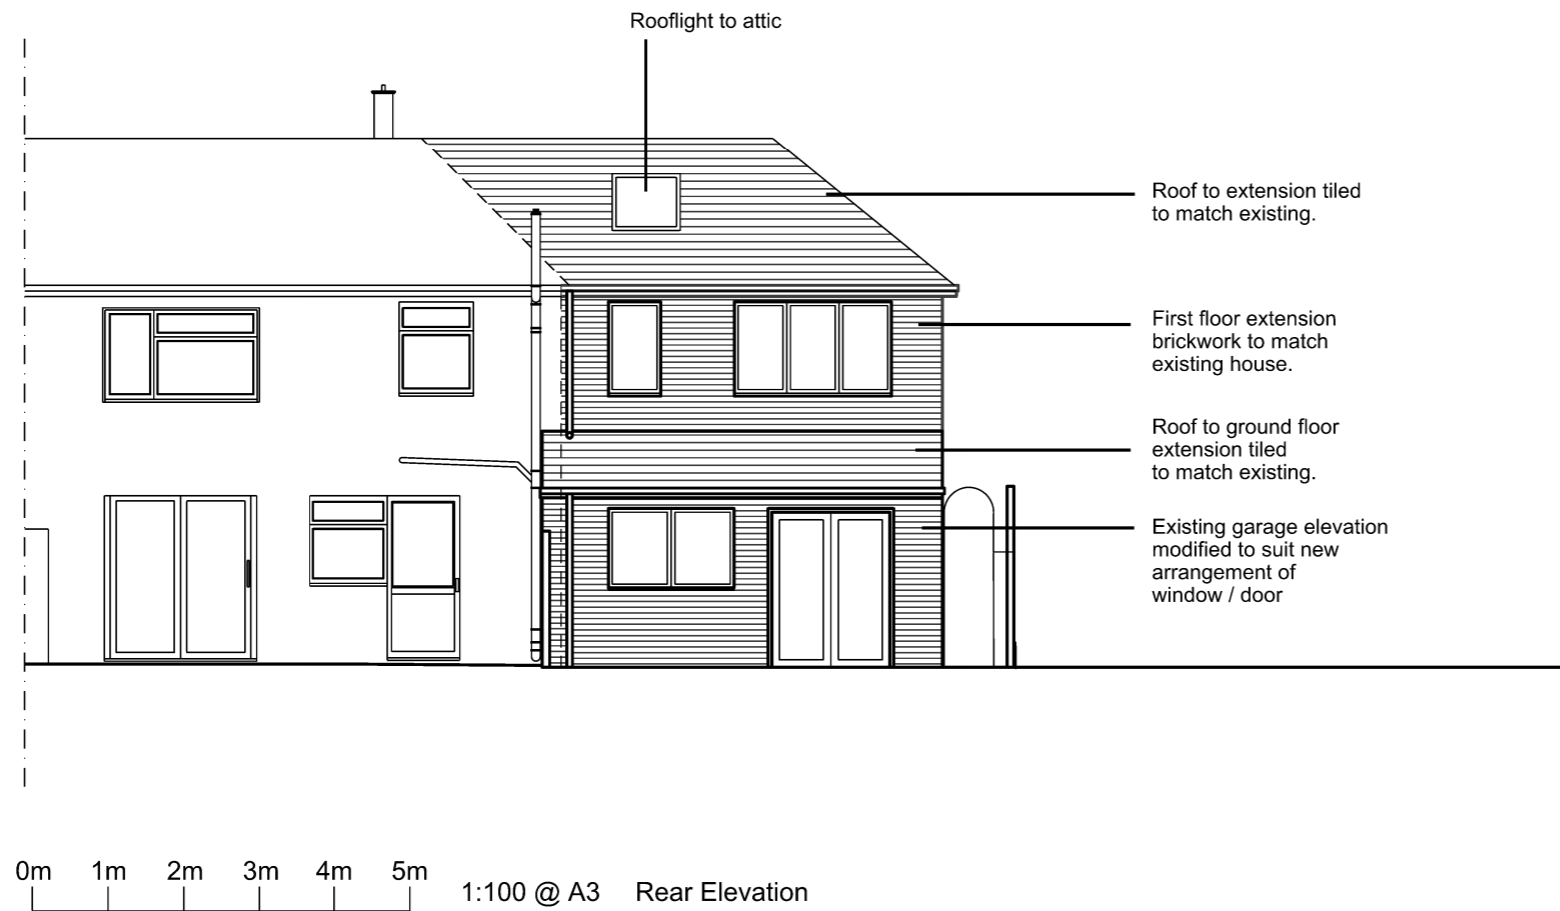 Rooflight to attic
Roof to extension tiled
to match existing.
First floor extension
brickwork to match
existing house.
Roof to ground floor
extension tiled
to match existing.
Existing garage elevation
modified to suit new
arrangement of
window / door
0m 1m 2m 3m 4m 5m
1:100 @ A3 Rear Elevation